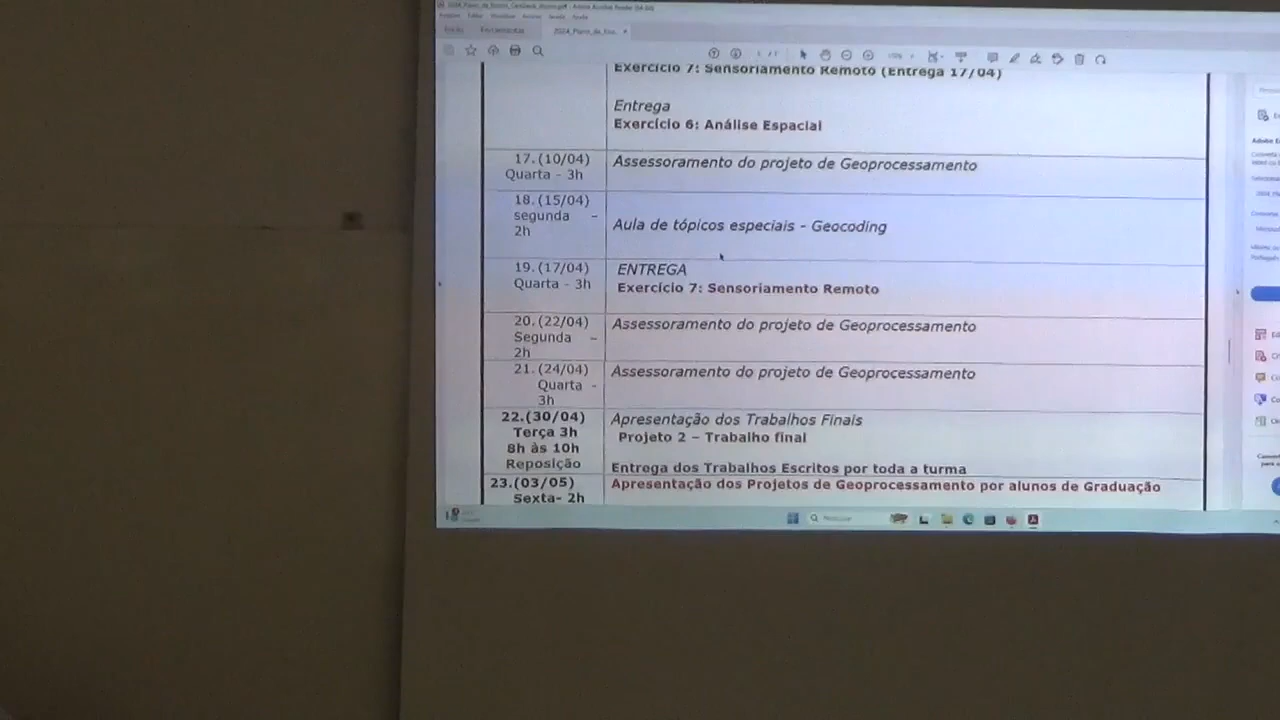 Início
Ferramentas
2024_Plano_de_Ens...
Exercício 7: Sensoriamento Remoto (Entrega 17/04)
Entrega
Exercício 6: Análise Espacial
17.(10/04)
Quarta - 3h
Assessoramento do projeto de Geoprocessamento
18.(15/04)
segunda –
2h
Aula de tópicos especiais - Geocoding
19.(17/04)
Quarta - 3h
ENTREGA
Exercício 7: Sensoriamento Remoto
20.(22/04)
Segunda –
2h
Assessoramento do projeto de Geoprocessamento
21.(24/04)
Quarta -
3h
Assessoramento do projeto de Geoprocessamento
22.(30/04)
Terça 3h
8h às 10h
Reposição
Apresentação dos Trabalhos Finais
Projeto 2 – Trabalho final
Entrega dos Trabalhos Escritos por toda a turma
23.(03/05)
Sexta- 2h
Apresentação dos Projetos de Geoprocessamento por alunos de Graduação